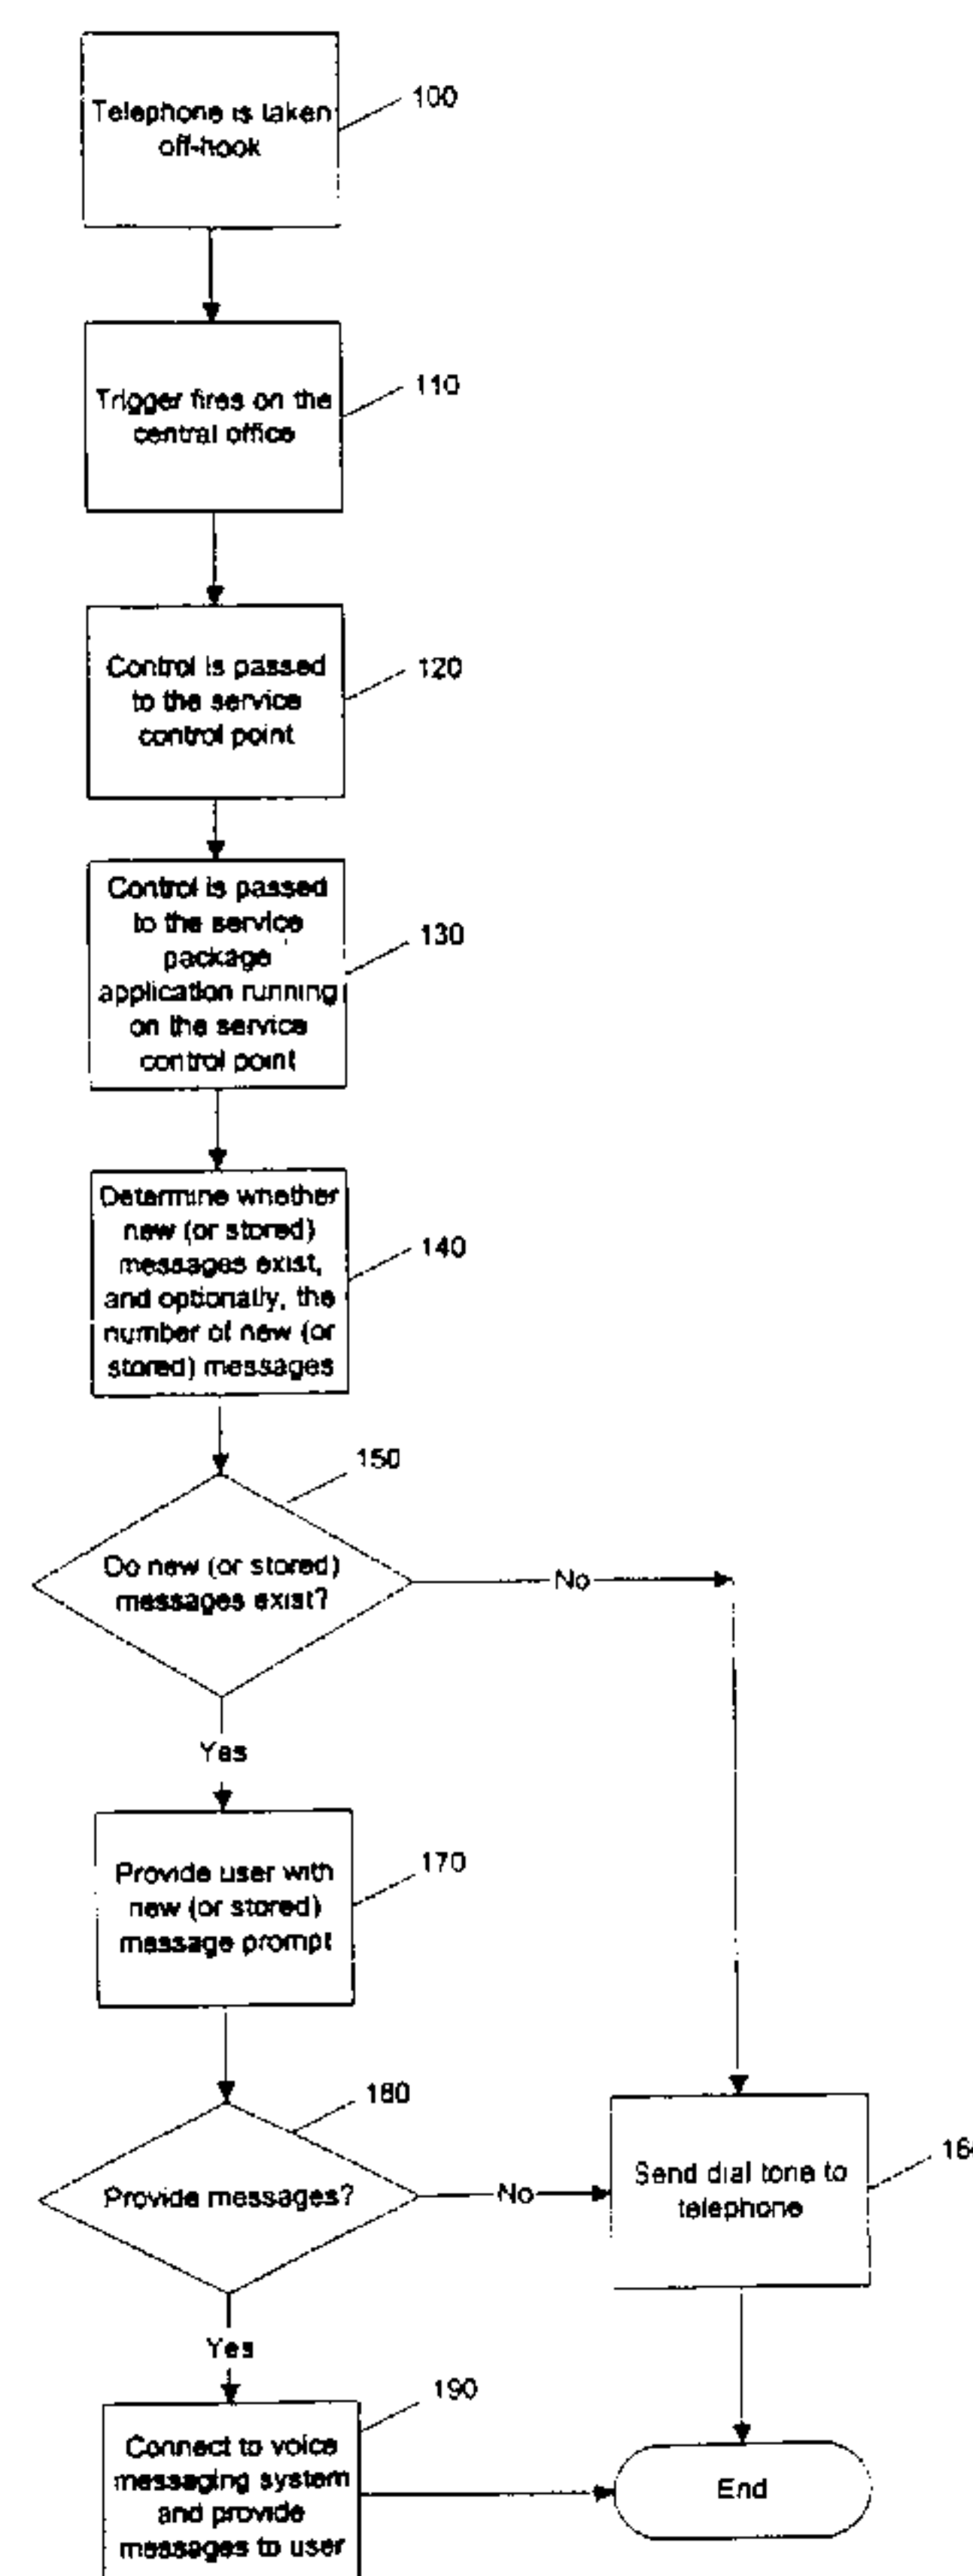 Telephone is taken
off-hook
100
Trigger fires on the
central office
110
Control is passed
to the service
control point
120
Control is passed
to the service
package
application running
on the service
control point
130
Determine whether
new (or stored)
messages exist,
and optionally, the
number of new (or
stored) messages
140
150
Do new (or stored)
messages exist?
No
Yes
Provide user with
new (or stored)
message prompt
170
180
Provide messages?
No
Send dial tone to
telephone
Yes
190
Connect to voice
messaging system
and provide
messages to user
End